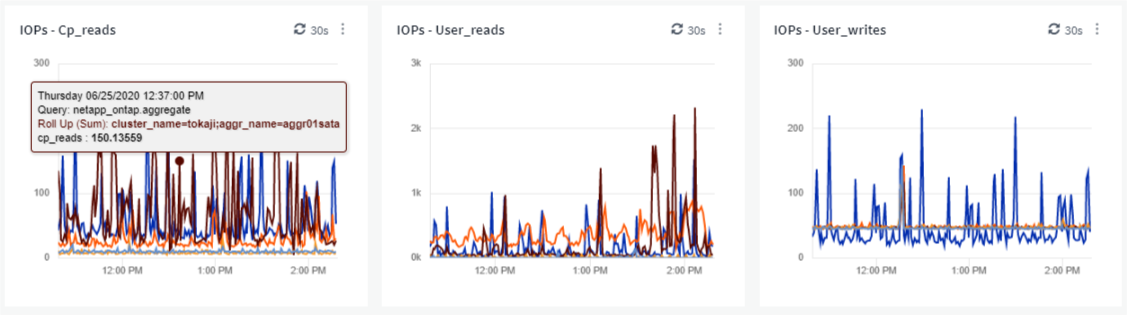 IOPs - Cp_reads
30s
300
Thursday 06/25/2020 12:37:00 PM
Query: netapp_ontap.aggregate
Roll Up (Sum): cluster_name=tokaji;aggr_name=aggr01sata
cp_reads : 150.13559
100
0
12:00 PM
1:00 PM
2:00 PM
IOPs - User_reads
30s
3k
2k
1k
0k
12:00 PM
1:00 PM
2:00 PM
IOPs - User_writes
30s
300
200
100
0
12:00 PM
1:00 PM
2:00 PM